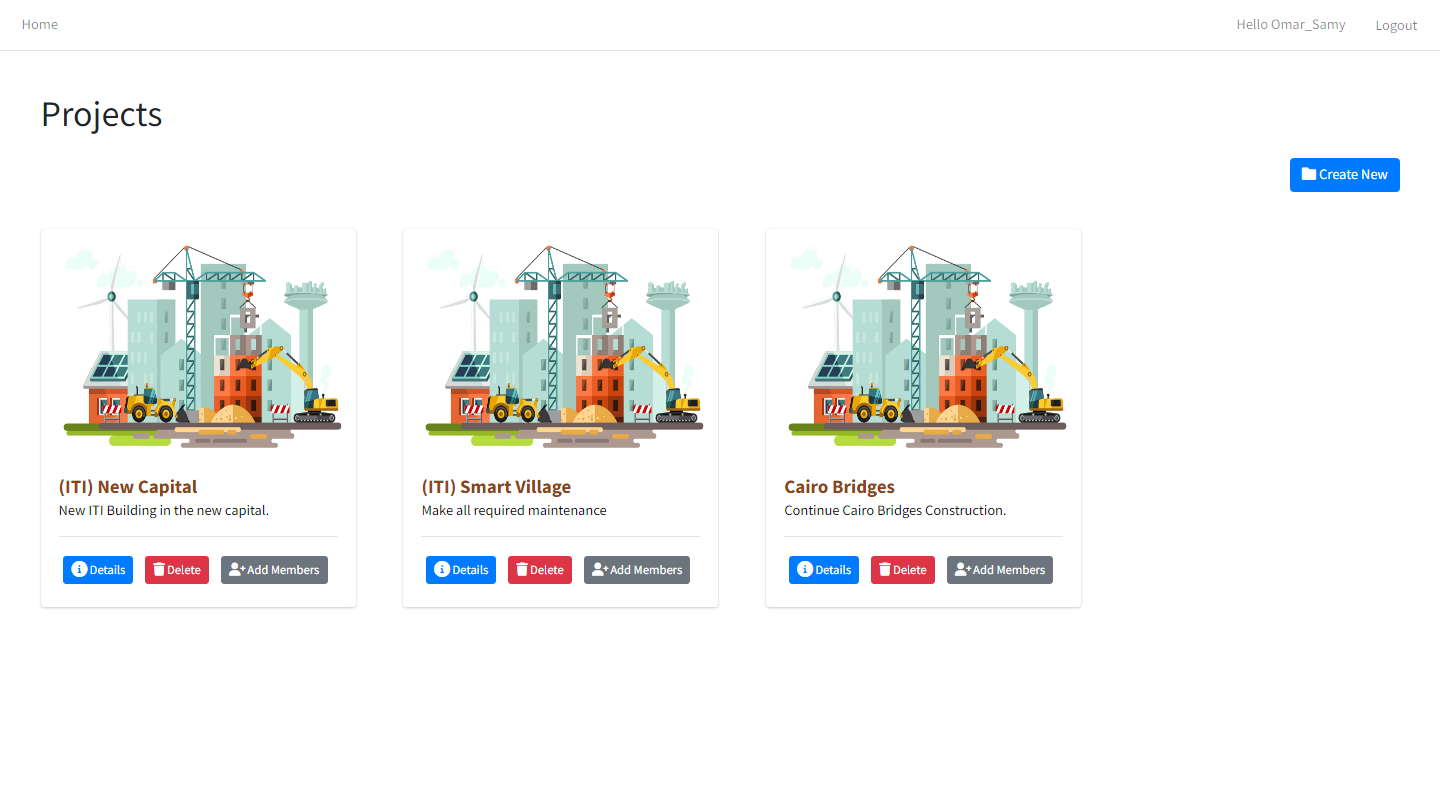 Home Hello Omar_Samy Logout
Projects
Create New
(ITI) New Capital
New ITI Building in the new capital.
Details Delete Add Members
(ITI) Smart Village
Make all required maintenance
Details Delete Add Members
Cairo Bridges
Continue Cairo Bridges Construction.
Details Delete Add Members